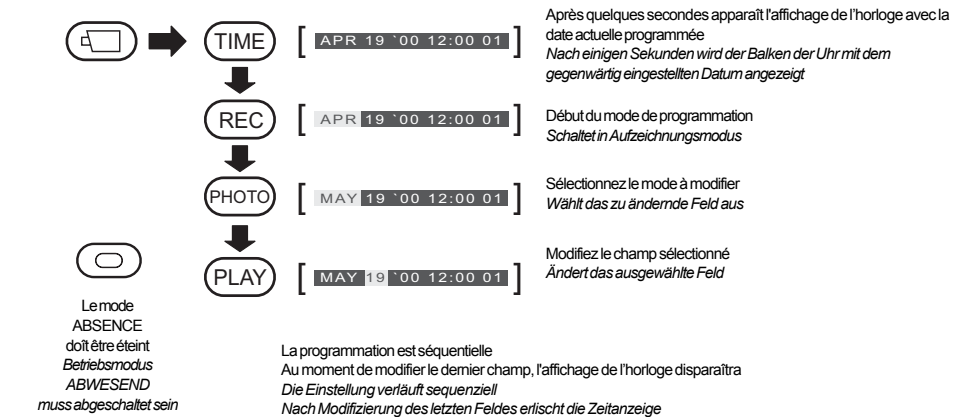 Après quelques secondes apparaît l'affichage de l'horloge avec la
date actuelle programmée
Nach einigen Sekunden wird der Balken der Uhr mit dem
gegenwärtig eingestellten Datum angezeigt
TIME
[ APR 19 `00 12:00 01 ]
REC
[ APR 19 `00 12:00 01 ]
Début du mode de programmation
Schaltet in Aufzeichnungsmodus
PHOTO
[ MAY 19 `00 12:00 01 ]
Sélectionnez le mode à modifier
Wählt das zu ändernde Feld aus
PLAY
[ MAY 19 `00 12:00 01 ]
Modifiez le champ sélectionné
Ändert das ausgewählte Feld
Le mode
ABSENCE
doît être éteint
Betriebsmodus
ABWESEND
muss abgeschaltet sein
La programmation est séquentielle
Au moment de modifier le dernier champ, l'affichage de l'horloge disparaîtra
Die Einstellung verläuft sequenziell
Nach Modifizierung des letzten Feldes erlischt die Zeitanzeige